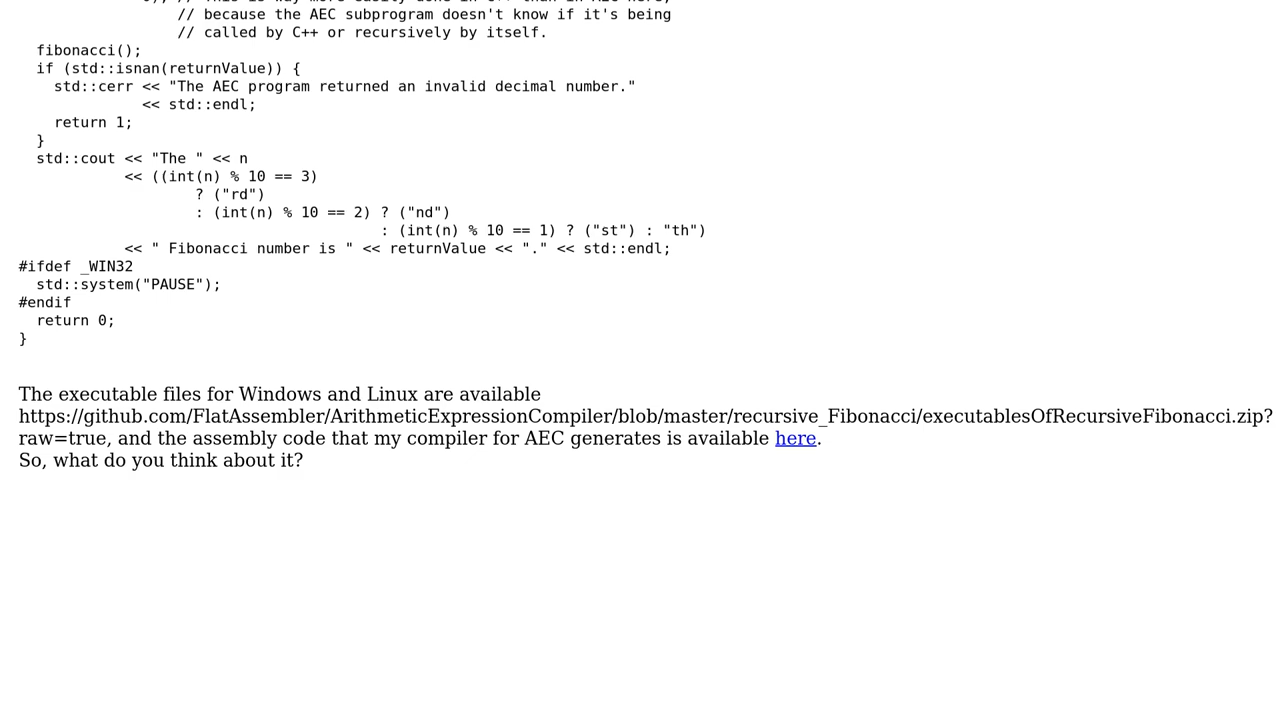 // because the AEC subprogram doesn't know if it's being
// called by C++ or recursively by itself.
fibonacci();
if (std::isnan(returnValue)) {
std::cerr << "The AEC program returned an invalid decimal number."
<< std::endl;
return 1;
}
std::cout << "The " << n
<< ((int(n) % 10 == 3)
? ("rd")
: (int(n) % 10 == 2) ? ("nd")
: (int(n) % 10 == 1) ? ("st") : "th")
<< " Fibonacci number is " << returnValue << "." << std::endl;
#ifdef _WIN32
std::system("PAUSE");
#endif
return 0;
}
The executable files for Windows and Linux are available
https://github.com/FlatAssembler/ArithmeticExpressionCompiler/blob/master/recursive_Fibonacci/executablesOfRecursiveFibonacci.zip?
raw=true, and the assembly code that my compiler for AEC generates is available here.
So, what do you think about it?